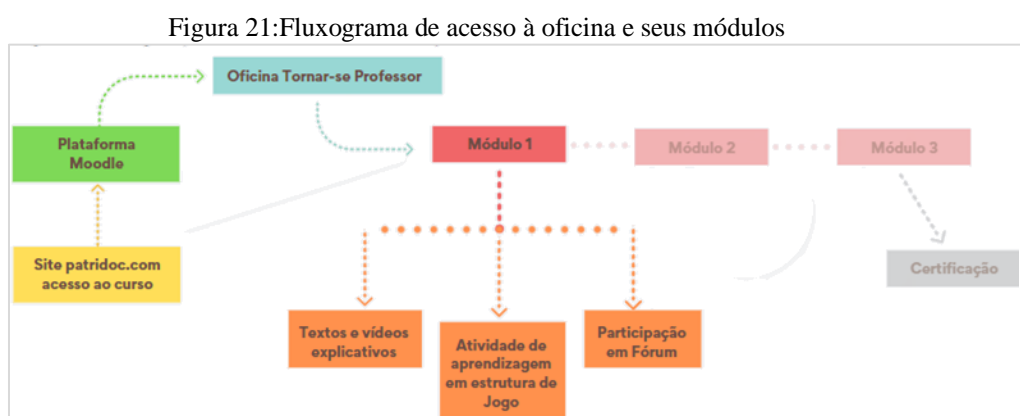 Figura 21:Fluxograma de acesso à oficina e seus módulos
Oficina Tornar-se Professor
Plataforma
Moodle
Módulo 1
Módulo 2
Módulo 3
Site patridoc.com
acesso ao curso
Certificação
Textos e vídeos
explicativos
Atividade de
aprendizagem
em estrutura de
Jogo
Participação
em Fórum